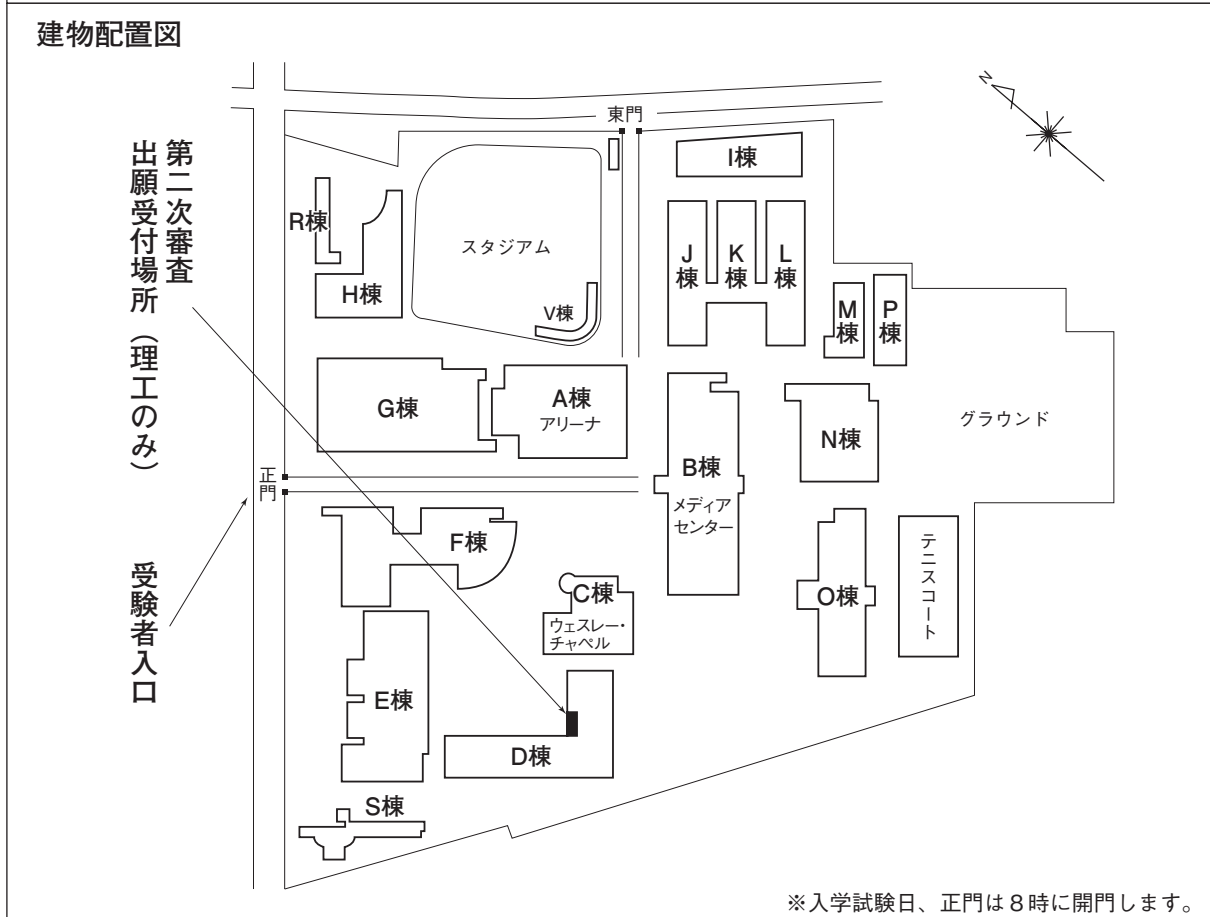 建物配置図
N
東門
I棟
第二次審査
出願受付場所（理工のみ）
R棟
H棟
スタジアム
V棟
J棟
K棟
L棟
M棟
P棟
G棟
A棟
アリーナ
B棟
メディア
センター
N棟
グラウンド
正門
受験者入口
F棟
C棟
ウェスレー・
チャペル
O棟
テニスコート
E棟
D棟
S棟
※入学試験日、正門は８時に開門します。